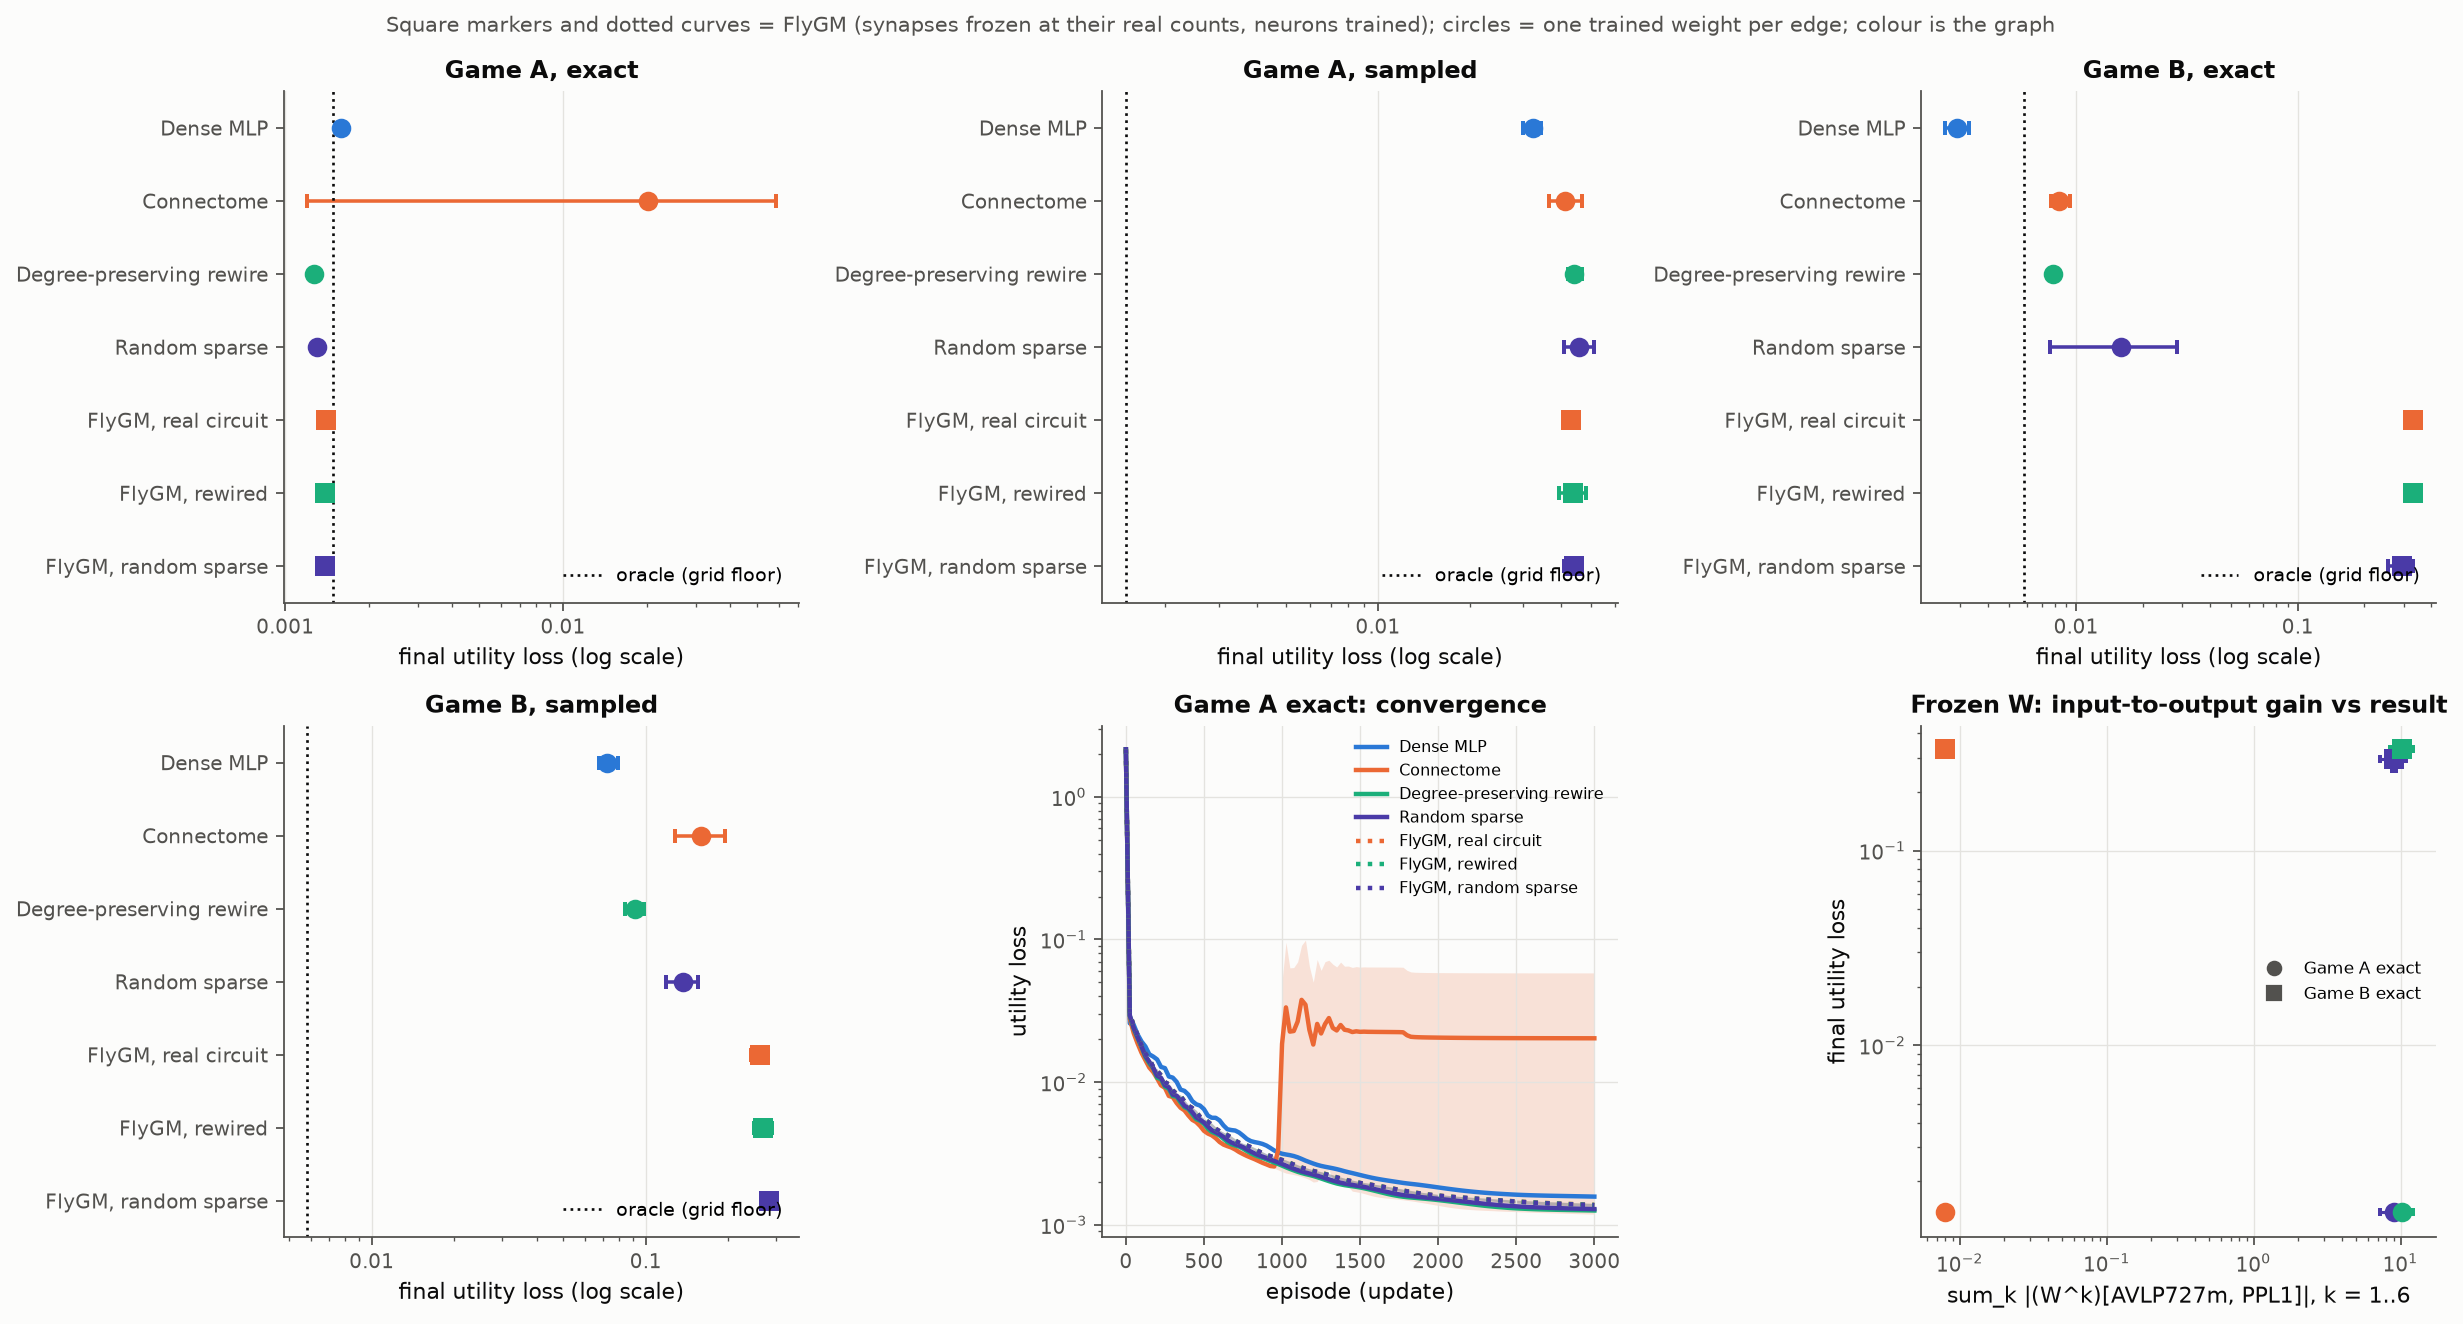 Square markers and dotted curves = FlyGM (synapses frozen at their real counts, neurons trained); circles = one trained weight per edge; colour is the graph
Game A, exact
Dense MLP
Connectome
Degree-preserving rewire
Random sparse
FlyGM, real circuit
FlyGM, rewired
FlyGM, random sparse
oracle (grid floor)
0.001
0.01
final utility loss (log scale)
Game A, sampled
Dense MLP
Connectome
Degree-preserving rewire
Random sparse
FlyGM, real circuit
FlyGM, rewired
FlyGM, random sparse
oracle (grid floor)
0.01
final utility loss (log scale)
Game B, exact
Dense MLP
Connectome
Degree-preserving rewire
Random sparse
FlyGM, real circuit
FlyGM, rewired
FlyGM, random sparse
oracle (grid floor)
0.01
0.1
final utility loss (log scale)
Game B, sampled
Dense MLP
Connectome
Degree-preserving rewire
Random sparse
FlyGM, real circuit
FlyGM, rewired
FlyGM, random sparse
oracle (grid floor)
0.01
0.1
final utility loss (log scale)
Game A exact: convergence
Dense MLP
Connectome
Degree-preserving rewire
Random sparse
FlyGM, real circuit
FlyGM, rewired
FlyGM, random sparse
utility loss
10⁰
10⁻¹
10⁻²
10⁻³
0
500
1000
1500
2000
2500
3000
episode (update)
Frozen W: input-to-output gain vs result
final utility loss
10⁻¹
10⁻²
Game A exact
Game B exact
10⁻²
10⁻¹
10⁰
10¹
sum_k |(W^k)[AVLP727m, PPL1]|, k = 1..6